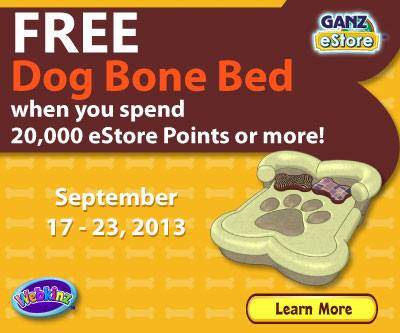 FREE
GANZ
eStore
Dog Bone Bed
when you spend
20,000 eStore Points or more!
September
17 - 23, 2013
Webkinz
Learn More